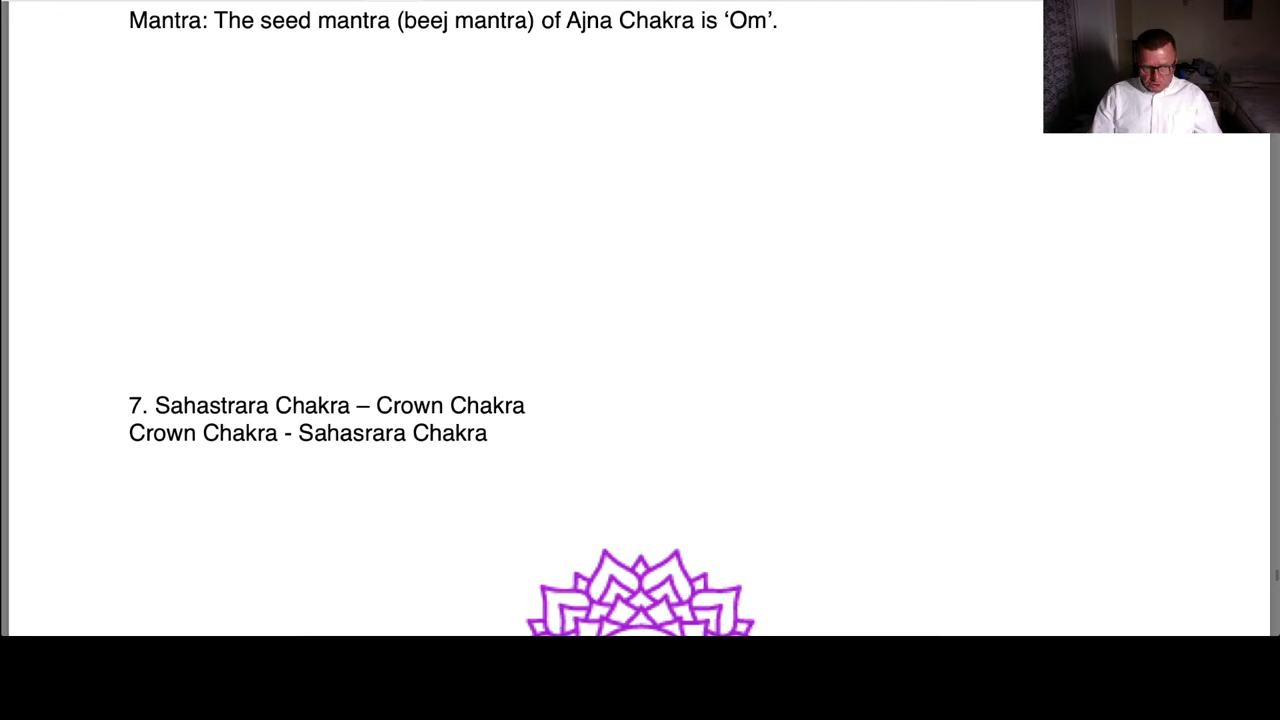 Mantra: The seed mantra (beej mantra) of Ajna Chakra is ‘Om’.
7. Sahastrara Chakra – Crown Chakra
Crown Chakra - Sahasrara Chakra